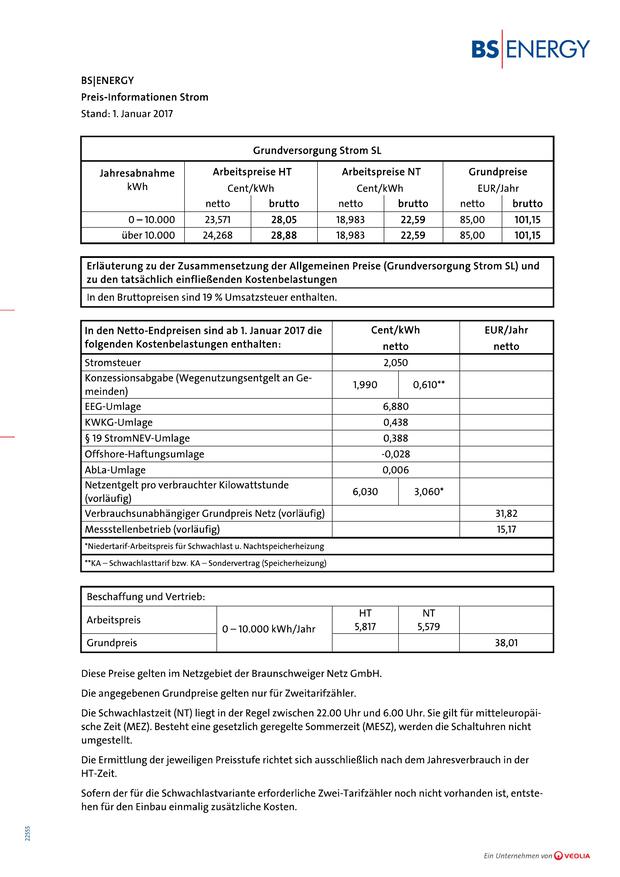 BS|ENERGY
BS|ENERGY
Preis-Informationen Strom
Stand: 1. Januar 2017
Grundversorgung Strom SL
Jahresabnahme kWh Arbeitspreise HT Arbeitspreise NT Grundpreise
Cent/kWh Cent/kWh EUR/Jahr
netto brutto netto brutto netto brutto
0 – 10.000 23,571 28,05 18,983 22,59 85,00 101,15
über 10.000 24,268 28,88 18,983 22,59 85,00 101,15
Erläuterung zu der Zusammensetzung der Allgemeinen Preise (Grundversorgung Strom SL) und
zu den tatsächlich einfließenden Kostenbelastungen
In den Bruttopreisen sind 19 % Umsatzsteuer enthalten.
In den Netto-Endpreisen sind ab 1. Januar 2017 die Cent/kWh EUR/Jahr
folgenden Kostenbelastungen enthalten: netto netto
Stromsteuer 2,050
Konzessionsabgabe (Wegenutzungsentgelt an Ge-
meinden) 1,990 0,610**
EEG-Umlage 6,880
KWKG-Umlage 0,438
§ 19 StromNEV-Umlage 0,388
Offshore-Haftungsumlage -0,028
AbLa-Umlage 0,006
Netzentgelt pro verbrauchter Kilowattstunde
(vorläufig) 6,030 3,060*
Verbrauchsunabhängiger Grundpreis Netz (vorläufig) 31,82
Messstellenbetrieb (vorläufig) 15,17
*Niedertarif-Arbeitspreis für Schwachlast u. Nachtspeicherheizung
**KA – Schwachlasttarif bzw. KA – Sondervertrag (Speicherheizung)
Beschaffung und Vertrieb:
Arbeitspreis 0 – 10.000 kWh/Jahr HT NT
5,817 5,579
Grundpreis 38,01
Diese Preise gelten im Netzgebiet der Braunschweiger Netz GmbH.
Die angegebenen Grundpreise gelten nur für Zweitarifzähler.
Die Schwachlastzeit (NT) liegt in der Regel zwischen 22.00 Uhr und 6.00 Uhr. Sie gilt für mitteleuropäi-
sche Zeit (MEZ). Besteht eine gesetzlich geregelte Sommerzeit (MESZ), werden die Schaltuhren nicht
umgestellt.
Die Ermittlung der jeweiligen Preisstufe richtet sich ausschließlich nach dem Jahresverbrauch in der
HT-Zeit.
Sofern der für die Schwachlastvariante erforderliche Zwei-Tarifzähler noch nicht vorhanden ist, entste-
hen für den Einbau einmalig zusätzliche Kosten.
22555
Ein Unternehmen von VEOLIA